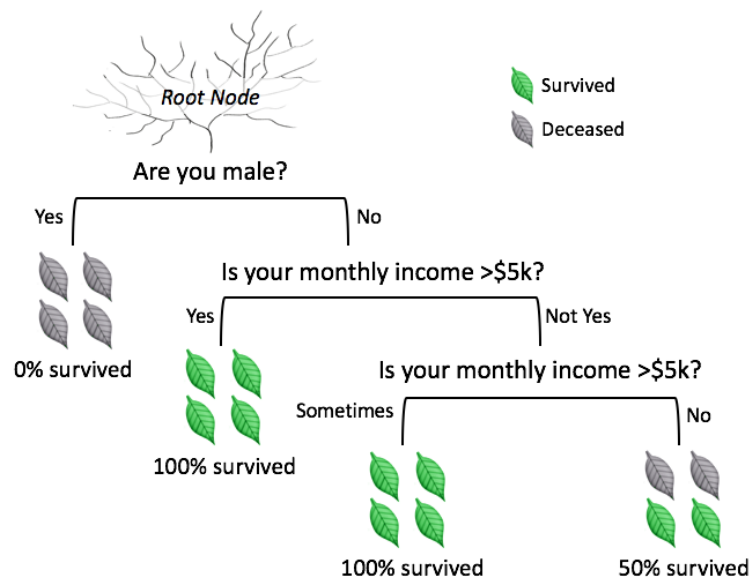 Root Node
Survived
Deceased
Are you male?
Yes
No
Is your monthly income >$5k?
0% survived
Yes
Not Yes
100% survived
Is your monthly income >$5k?
Sometimes
No
100% survived
50% survived